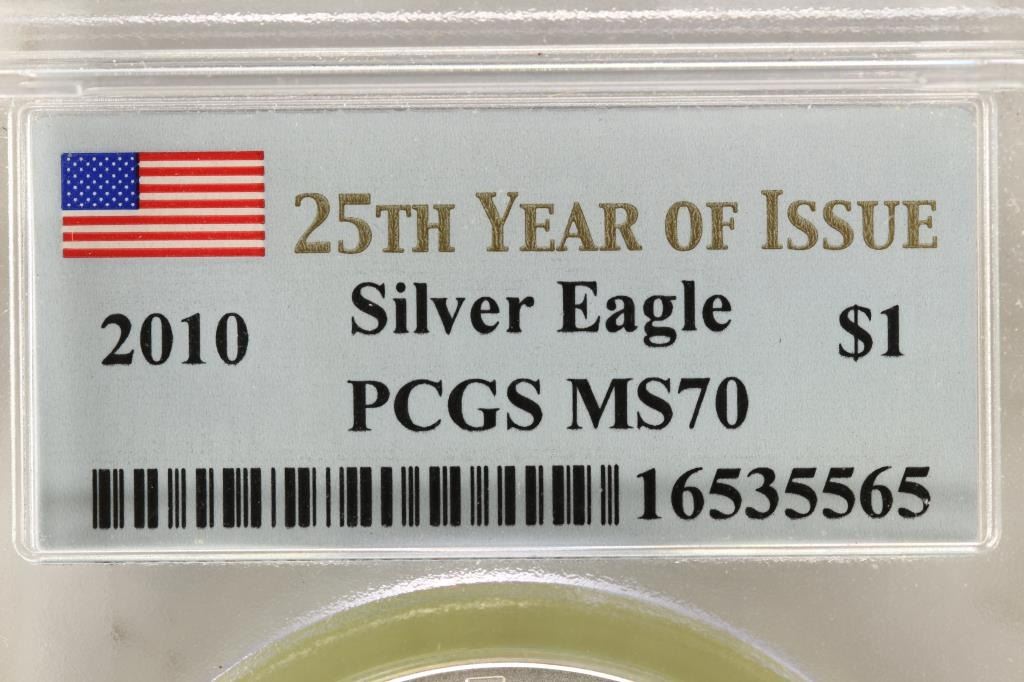 25TH YEAR OF ISSUE
2010 Silver Eagle $1
PCGS MS70
16535565